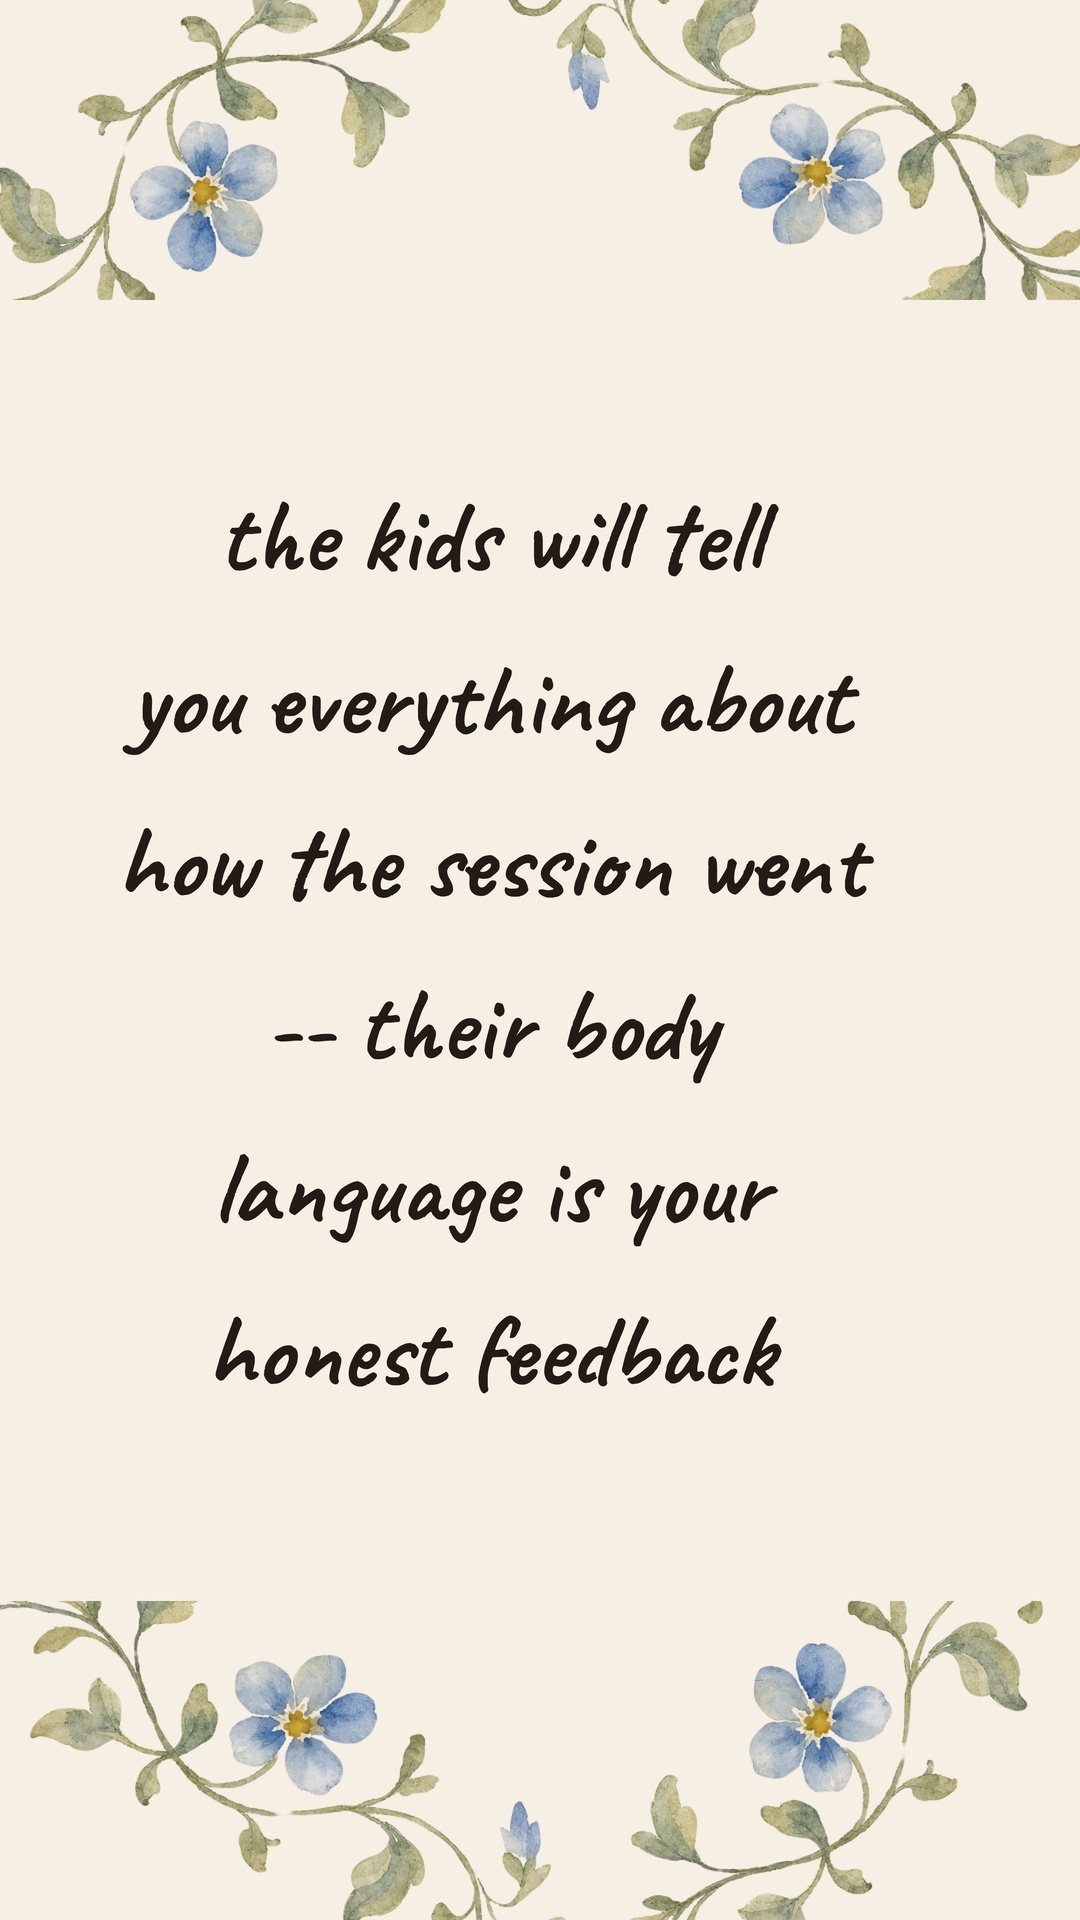 the kids will tell
you everything about
how the session went
-- their body
language is your
honest feedback